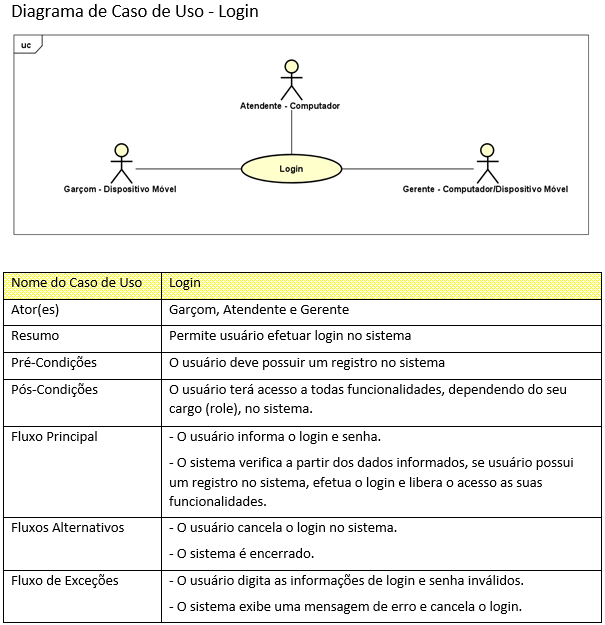 Diagrama de Caso de Uso - Login
uc
Atendente - Computador
Login
Garçom - Dispositivo Móvel
Gerente - Computador/Dispositivo Móvel
Nome do Caso de Uso
Login
Ator(es)
Garçom, Atendente e Gerente
Resumo
Permite usuário efetuar login no sistema
Pré-Condições
O usuário deve possuir um registro no sistema
Pós-Condições
O usuário terá acesso a todas funcionalidades, dependendo do seu
cargo (role), no sistema.
Fluxo Principal
- O usuário informa o login e senha.
- O sistema verifica a partir dos dados informados, se usuário possui
um registro no sistema, efetua o login e libera o acesso as suas
funcionalidades.
Fluxos Alternativos
- O usuário cancela o login no sistema.
- O sistema é encerrado.
Fluxo de Exceções
- O usuário digita as informações de login e senha inválidos.
- O sistema exibe uma mensagem de erro e cancela o login.